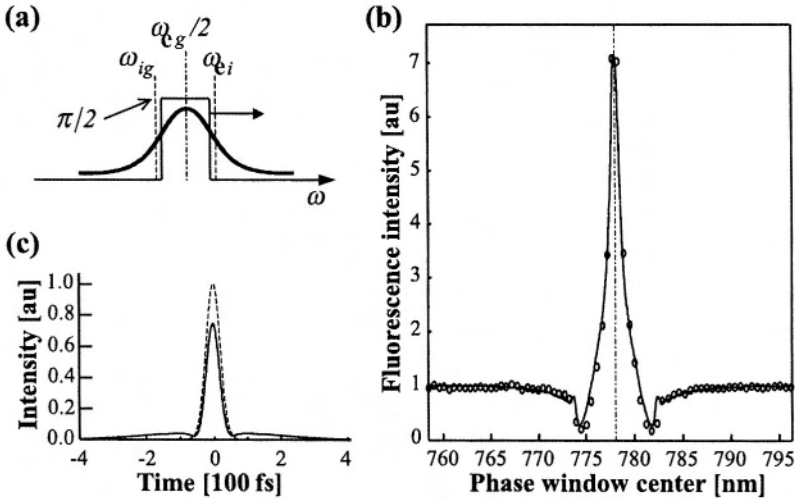 (a)
ω_eg/2
ω_ig
ω_ei
π/2
ω
(b)
Fluorescence intensity [au]
7
6
5
4
3
2
1
0
760 765 770 775 780 785 790 795
Phase window center [nm]
(c)
Intensity [au]
1.0
0.8
0.6
0.4
0.2
0.0
-4 -2 0 2 4
Time [100 fs]